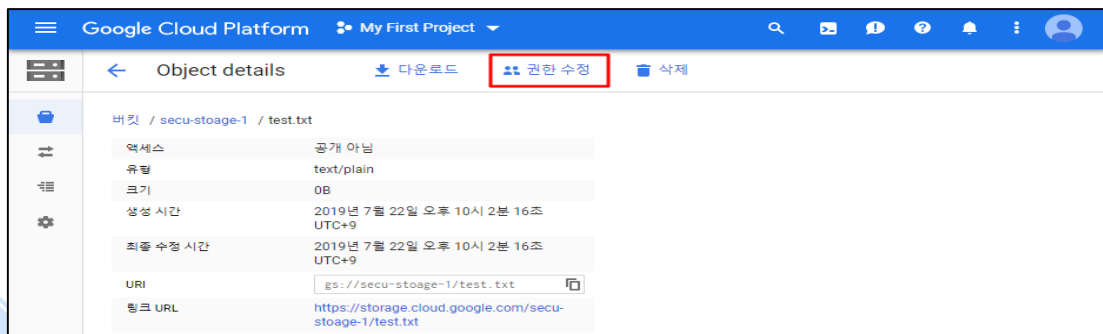 Google Cloud Platform My First Project
Object details 다운로드 권한 수정 삭제
버킷 / secu-stoage-1 / test.txt
액세스 공개 아님
유형 text/plain
크기 0B
생성 시간 2019년 7월 22일 오후 10시 2분 16초
UTC+9
최종 수정 시간 2019년 7월 22일 오후 10시 2분 16초
UTC+9
URI gs://secu-stoage-1/test.txt
링크 URL https://storage.cloud.google.com/secu-
stoage-1/test.txt